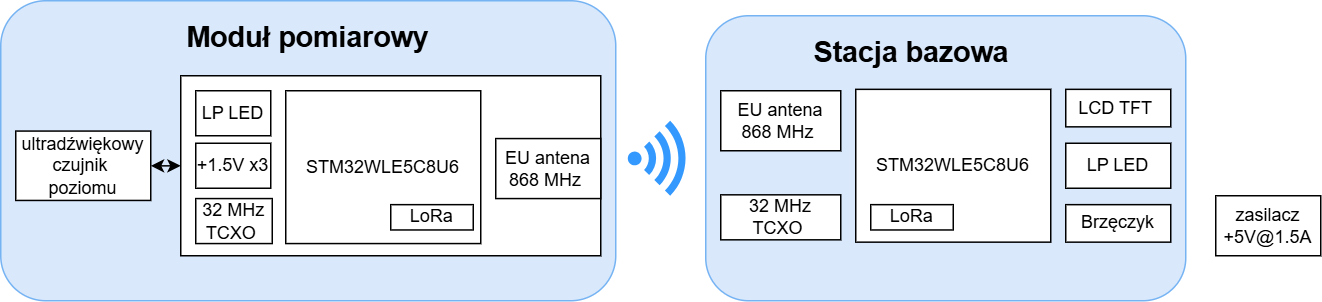 Moduł pomiarowy
ultradźwiękowy
czujnik
poziomu
LP LED
+1.5V x3
32 MHz
TCXO
STM32WLE5C8U6
LoRa
EU antena
868 MHz
Stacja bazowa
EU antena
868 MHz
32 MHz
TCXO
STM32WLE5C8U6
LoRa
LCD TFT
LP LED
Brzęczyk
zasilacz
+5V@1.5A